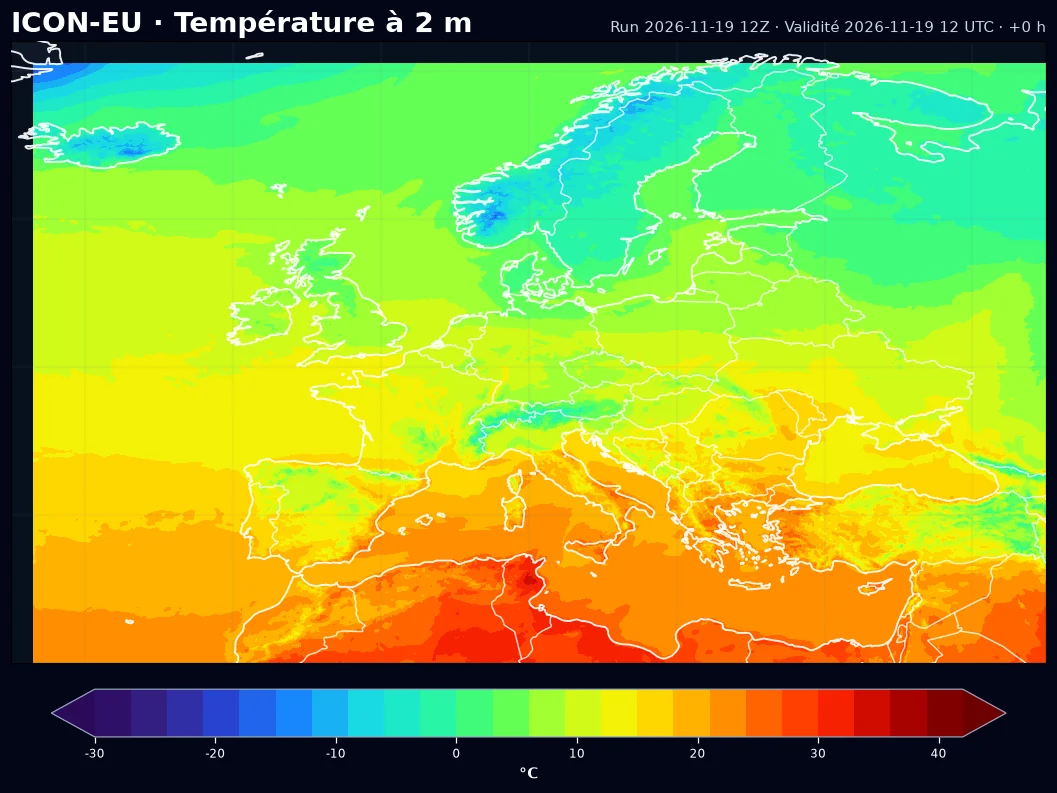 ICON-EU · Température à 2 m
Run 2026-11-19 12Z · Validité 2026-11-19 12 UTC · +0 h
-30 -20 -10 0 10 20 30 40
°C